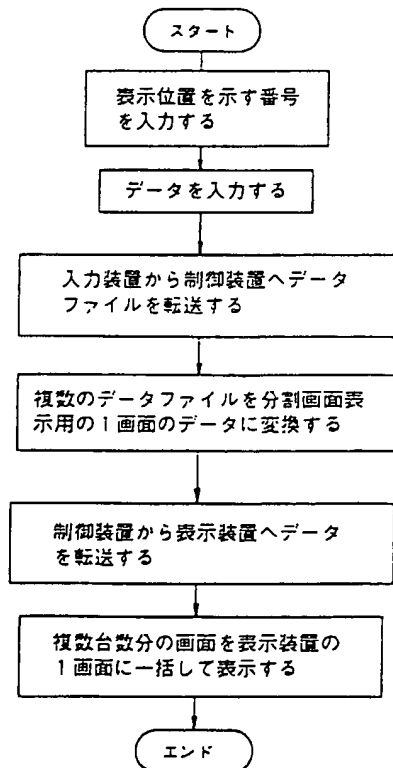 スタート
表示位置を示す番号
を入力する
データを入力する
入力装置から制御装置へデータ
ファイルを転送する
複数のデータファイルを分割画面表
示用の1画面のデータに変換する
制御装置から表示装置へデータ
を転送する
複数台数分の画面を表示装置の
1画面に一括して表示する
エンド